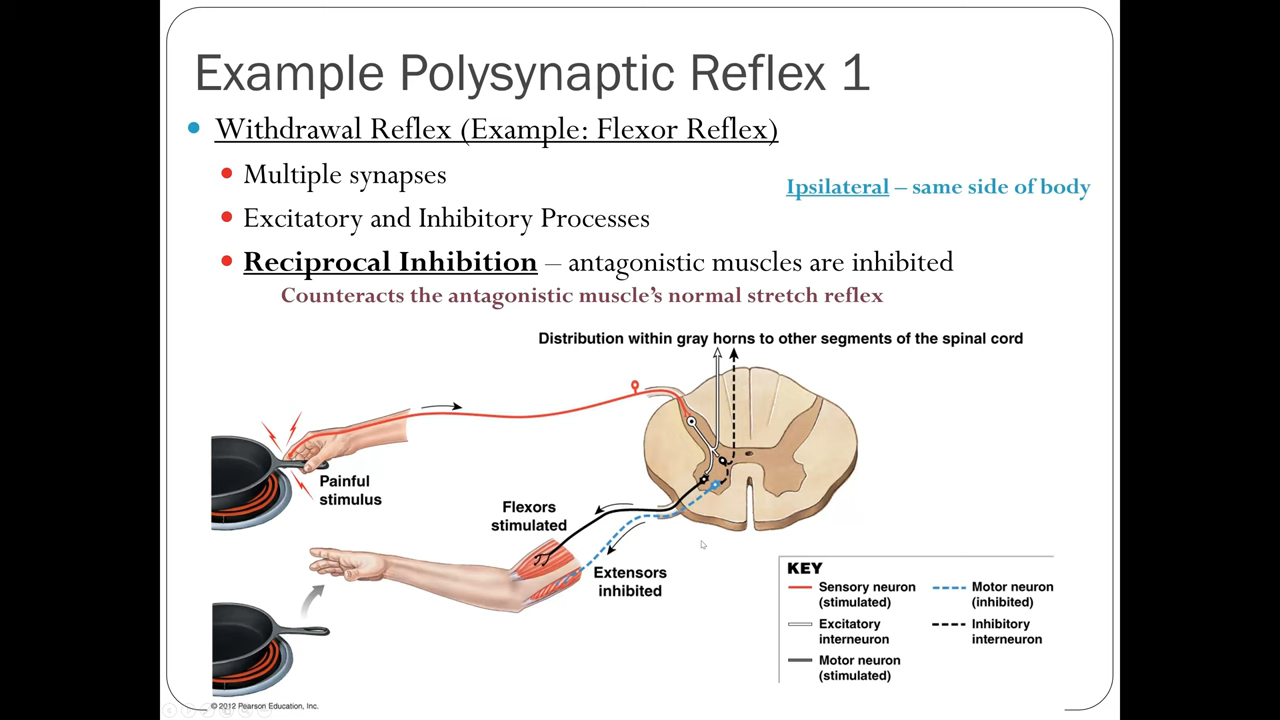 Example Polysynaptic Reflex 1
Withdrawal Reflex (Example: Flexor Reflex)
Multiple synapses
Ipsilateral – same side of body
Excitatory and Inhibitory Processes
Reciprocal Inhibition – antagonistic muscles are inhibited
Counteracts the antagonistic muscle's normal stretch reflex
Distribution within gray horns to other segments of the spinal cord
Painful
stimulus
Flexors
stimulated
Extensors
inhibited
KEY
Sensory neuron
(stimulated)
Excitatory
interneuron
Motor neuron
(stimulated)
Motor neuron
(inhibited)
Inhibitory
interneuron
© 2012 Pearson Education, Inc.